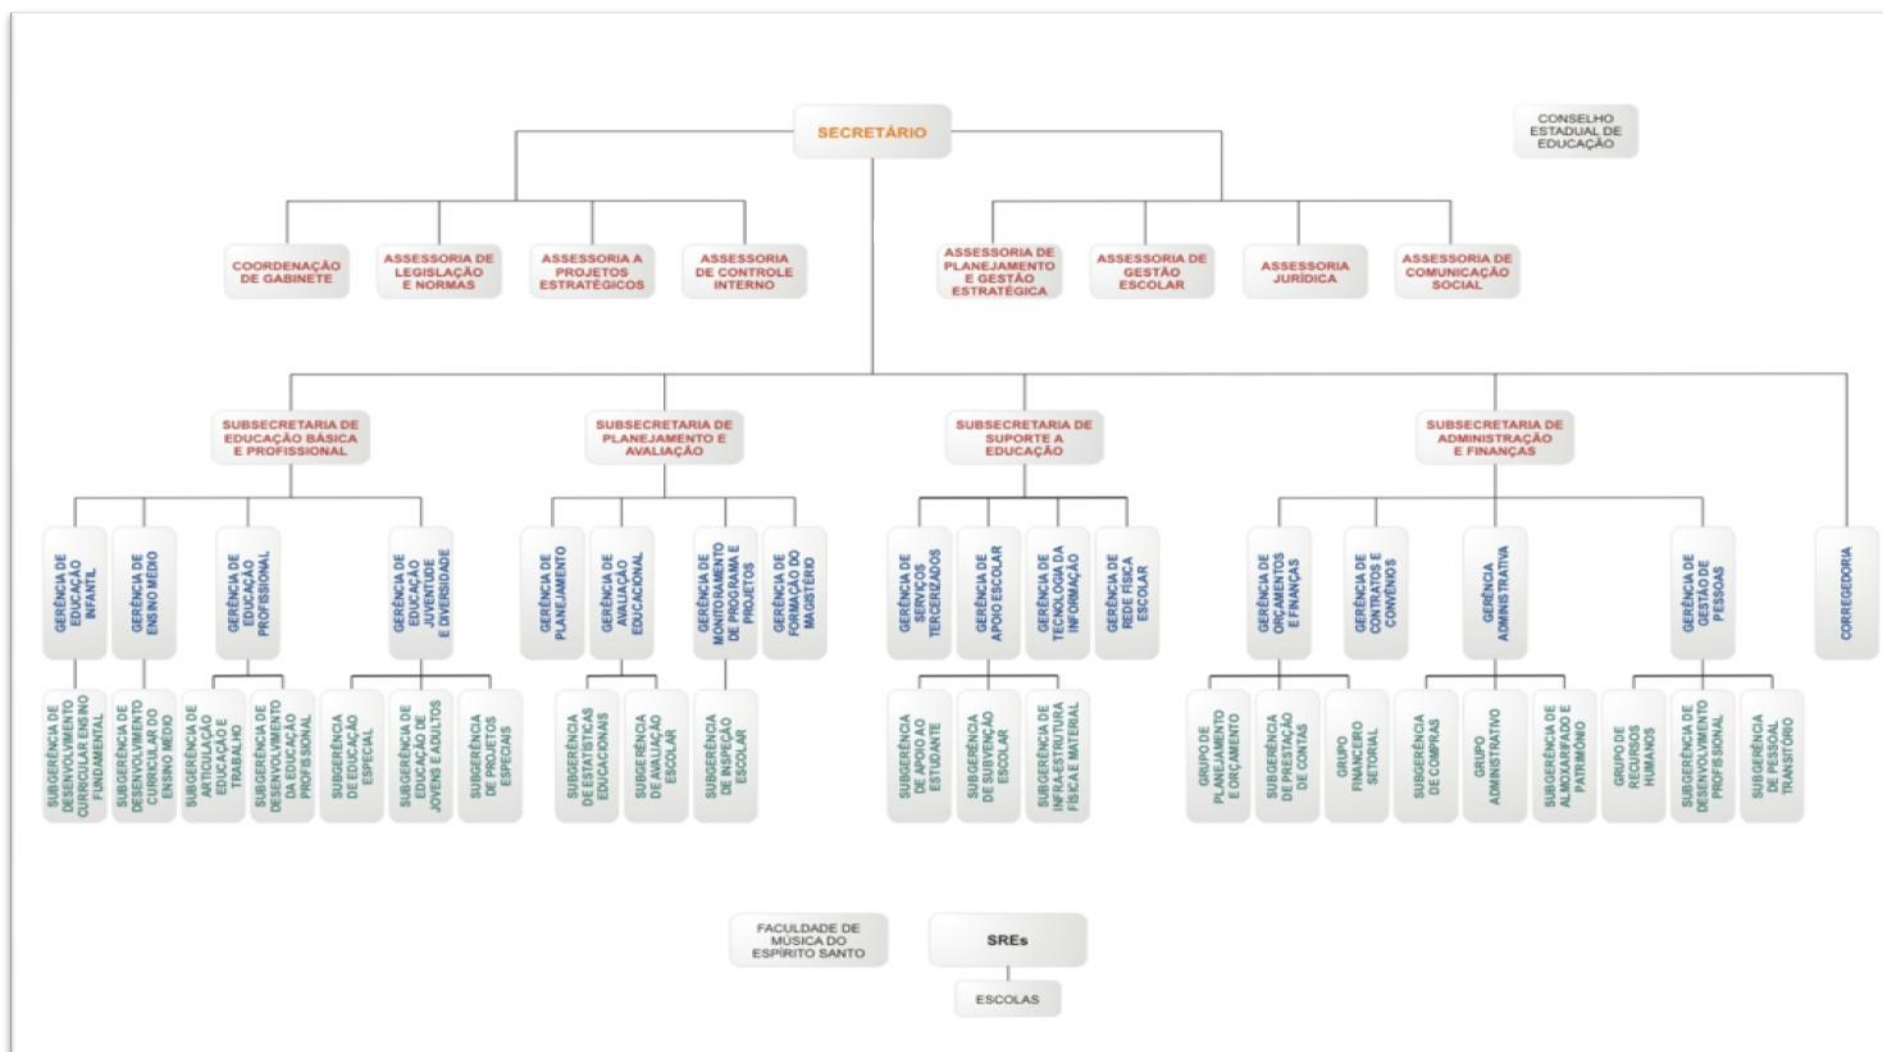 SECRETÁRIO
CONSELHO
ESTADUAL DE
EDUCAÇÃO
COORDENAÇÃO
DE GABINETE
ASSESSORIA DE
LEGISLAÇÃO
E NORMAS
ASSESSORIA A
PROJETOS
ESTRATÉGICOS
ASSESSORIA
DE CONTROLE
INTERNO
ASSESSORIA DE
PLANEJAMENTO
E GESTÃO
ESTRATÉGICA
ASSESSORIA DE
GESTÃO
ESCOLAR
ASSESSORIA
JURÍDICA
ASSESSORIA DE
COMUNICAÇÃO
SOCIAL
SUBSECRETARIA DE
EDUCAÇÃO BÁSICA
E PROFISSIONAL
SUBSECRETARIA DE
PLANEJAMENTO E
AVALIAÇÃO
SUBSECRETARIA DE
SUPORTE A
EDUCAÇÃO
SUBSECRETARIA DE
ADMINISTRAÇÃO
E FINANÇAS
GERÊNCIA DE
EDUCAÇÃO
INFANTIL
GERÊNCIA DE
ENSINO MÉDIO
GERÊNCIA DE
EDUCAÇÃO
PROFISSIONAL
GERÊNCIA DE
EDUCAÇÃO
JUVENTUDE
E DIVERSIDADE
GERÊNCIA DE
PLANEJAMENTO
GERÊNCIA DE
AVALIAÇÃO
EDUCACIONAL
GERÊNCIA DE
MONITORAMENTO
DE PROGRAMA E
PROJETOS
GERÊNCIA DE
FORMAÇÃO DO
MAGISTÉRIO
GERÊNCIA DE
SERVIÇOS
TERCERIZADOS
GERÊNCIA DE
APOIO ESCOLAR
GERÊNCIA DE
TECNOLOGIA DA
INFORMAÇÃO
GERÊNCIA DE
REDE FÍSICA
ESCOLAR
GERÊNCIA DE
ORÇAMENTOS
E FINANÇAS
GERÊNCIA DE
CONTRATOS E
CONVÊNIOS
GERÊNCIA
ADMINISTRATIVA
GERÊNCIA DE
GESTÃO DE
PESSOAS
CORREGEDORIA
SUBGERÊNCIA DE
DESENVOLVIMENTO
CURRICULAR ENSINO
FUNDAMENTAL
SUBGERÊNCIA DE
DESENVOLVIMENTO
CURRICULAR DO
ENSINO MÉDIO
SUBGERÊNCIA DE
ARTICULAÇÃO
EDUCAÇÃO E
TRABALHO
SUBGERÊNCIA DE
DESENVOLVIMENTO
DA EDUCAÇÃO
PROFISSIONAL
SUBGERÊNCIA
DE EDUCAÇÃO
ESPECIAL
SUBGERÊNCIA DE
EDUCAÇÃO DE
JOVENS E ADULTOS
SUBGERÊNCIA
DE PROJETOS
ESPECIAIS
SUBGERÊNCIA
DE ESTATÍSTICAS
EDUCACIONAIS
SUBGERÊNCIA
DE AVALIAÇÃO
ESCOLAR
SUBGERÊNCIA
DE INSPEÇÃO
ESCOLAR
SUBGERÊNCIA
DE APOIO AO
ESTUDANTE
SUBGERÊNCIA
DE SUBVENÇÃO
ESCOLAR
SUBGERÊNCIA DE
INFRA-ESTRUTURA
FÍSICA E MATERIAL
GRUPO DE
PLANEJAMENTO
E ORÇAMENTO
SUBGERÊNCIA
DE PRESTAÇÃO
DE CONTAS
GRUPO
FINANCEIRO
SETORIAL
SUBGERÊNCIA
DE COMPRAS
GRUPO
ADMINISTRATIVO
SUBGERÊNCIA DE
ALMOXARIFADO E
PATRIMÔNIO
GRUPO DE
RECURSOS
HUMANOS
SUBGERÊNCIA DE
DESENVOLVIMENTO
PROFISSIONAL
SUBGERÊNCIA
DE PESSOAL
TRANSITÓRIO
FACULDADE DE
MÚSICA DO
ESPÍRITO SANTO
SREs
ESCOLAS